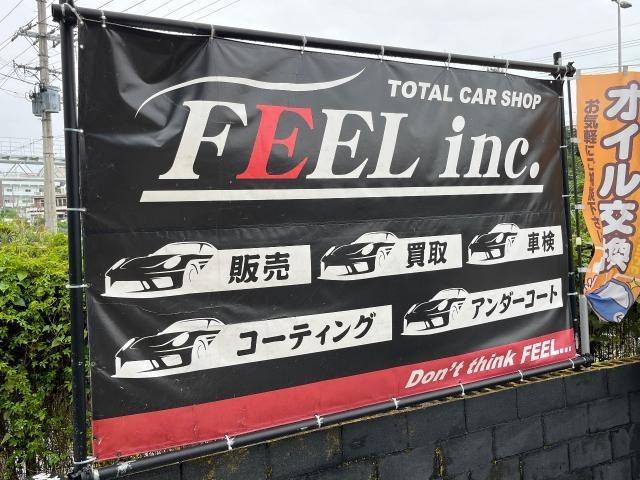 TOTAL CAR SHOP
FEEL inc.
販売
買取
車検
コーティング
アンダーコート
Don't think FEEL...
オイル交換
お気軽に